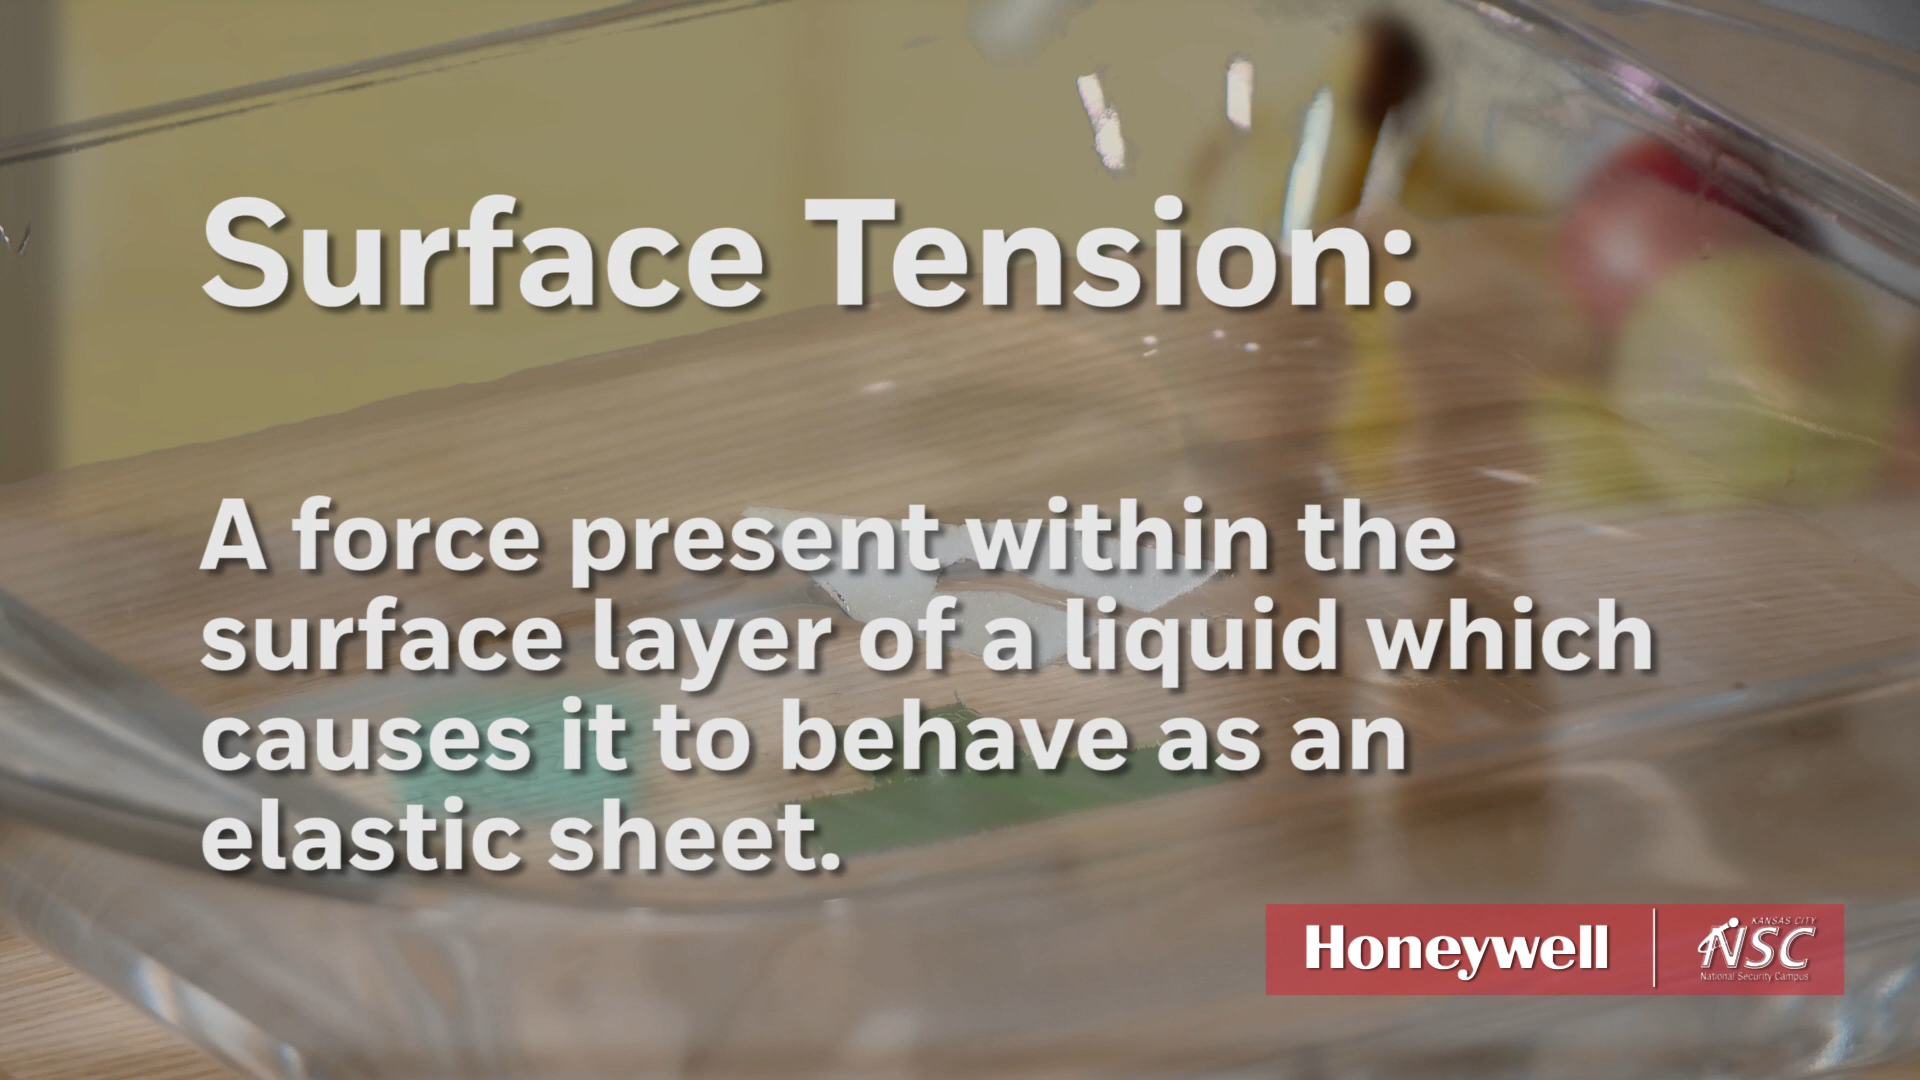 Surface Tension:
A force present within the
surface layer of a liquid which
causes it to behave as an
elastic sheet.
Honeywell
KANSAS CITY
NSC
National Security Campus